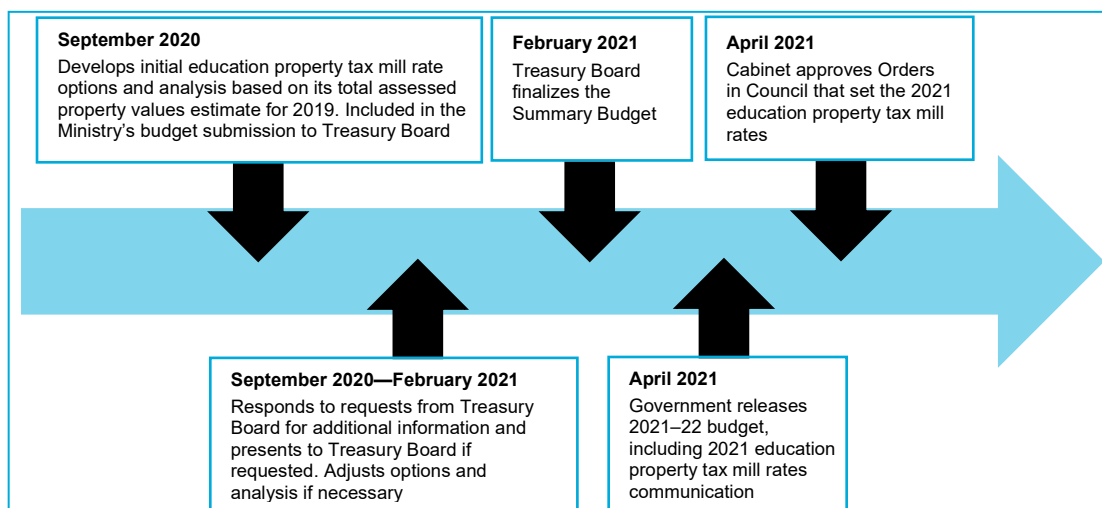 September 2020
Develops initial education property tax mill rate
options and analysis based on its total assessed
property values estimate for 2019. Included in the
Ministry’s budget submission to Treasury Board
February 2021
Treasury Board
finalizes the
Summary Budget
April 2021
Cabinet approves Orders
in Council that set the 2021
education property tax mill
rates
September 2020—February 2021
Responds to requests from Treasury
Board for additional information and
presents to Treasury Board if
requested. Adjusts options and
analysis if necessary
April 2021
Government releases
2021–22 budget,
including 2021 education
property tax mill rates
communication